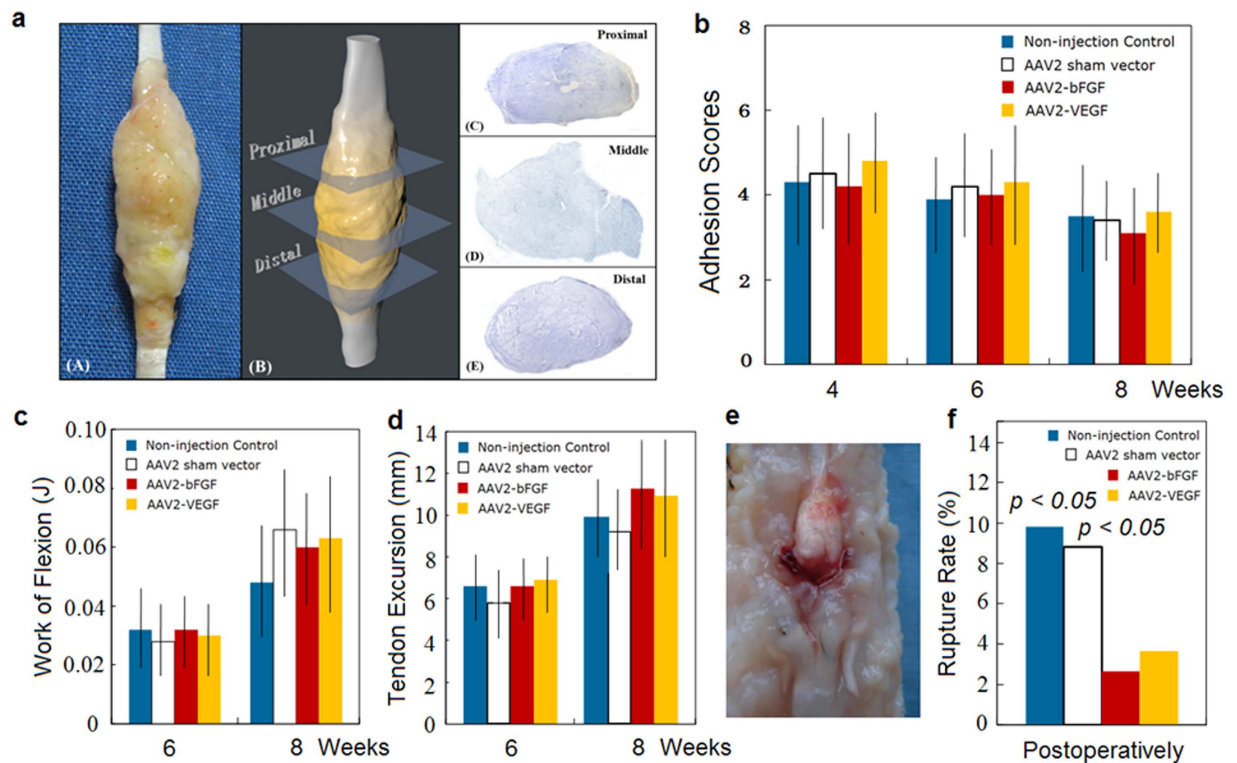 a
Proximal
Middle
Distal
(A)
(B)
Proximal
(C)
Middle
(D)
Distal
(E)
b
Adhesion Scores
8
6
4
2
0
Non-injection Control
AAV2 sham vector
AAV2-bFGF
AAV2-VEGF
4 6 8 Weeks
c
Work of Flexion (J)
0.10
0.08
0.06
0.04
0.02
0
Non-injection Control
AAV2 sham vector
AAV2-bFGF
AAV2-VEGF
6 8 Weeks
d
Tendon Excursion (mm)
14
12
10
8
6
4
2
0
Non-injection Control
AAV2 sham vector
AAV2-bFGF
AAV2-VEGF
6 8 Weeks
e
f
Rupture Rate (%)
14
12
10
8
6
4
2
0
Non-injection Control
AAV2 sham vector
AAV2-bFGF
AAV2-VEGF
p < 0.05
p < 0.05
Postoperatively